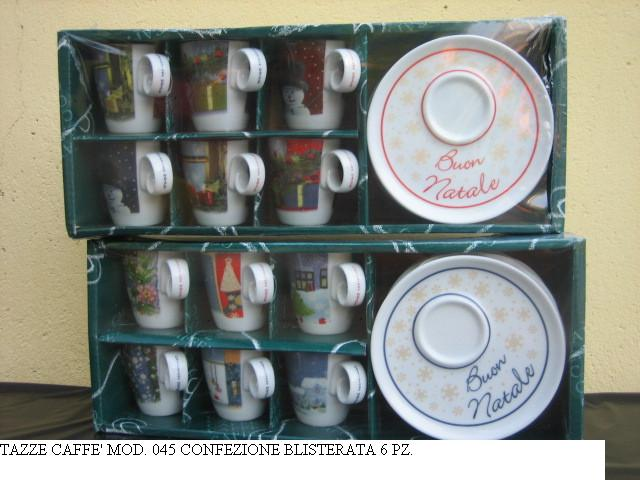 Buon
Natale
Buon
Natale
TAZZE CAFFE' MOD. 045 CONFEZIONE BLISTERATA 6 PZ.